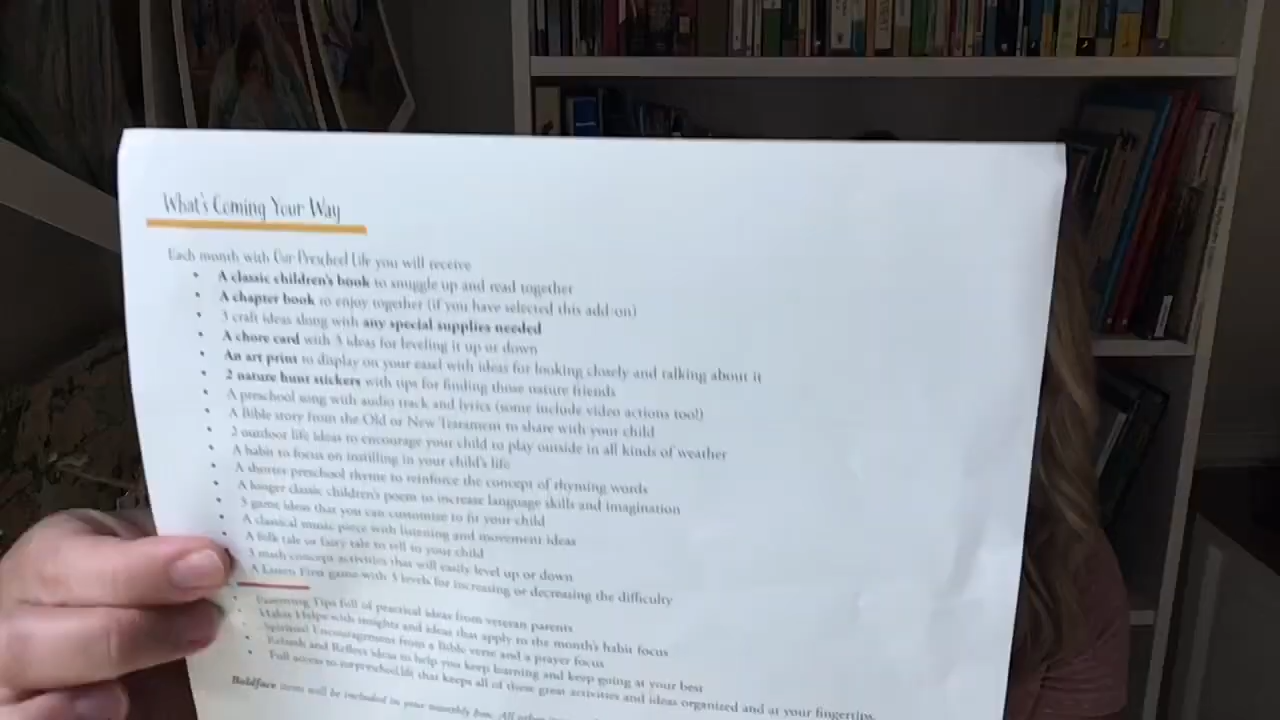 What's Coming Your Way
Each month with Our Preschool Life you will receive
A classic children's book to snuggle up and read together
A chapter book to enjoy together (if you have selected this add-on)
3 craft ideas along with any special supplies needed
A chore card with 3 ideas for leveling it up or down
An art print to display on your easel with ideas for looking closely and talking about it
2 nature hunt stickers with tips for finding those nature friends
A preschool song with audio track and lyrics (some include video actions too!)
A Bible story from the Old or New Testament to share with your child
2 outdoor life ideas to encourage your child to play outside in all kinds of weather
A habit to focus on instilling in your child's life
A shorter preschool rhyme to reinforce the concept of rhyming words
A longer classic children's poem to increase language skills and imagination
3 game ideas that you can customize to fit your child
A classical music piece with listening and movement ideas
A folk tale or fairy tale to tell to your child
3 math concept activities that will easily level up or down
A Listen First game with 3 levels for increasing or decreasing the difficulty
Parenting Tips full of practical ideas from veteran parents
Habit Helps with insights and ideas that apply to the month's habit focus
Spiritual Encouragement from a Bible verse and a prayer focus
Refresh and Reflect ideas to help you keep learning and keep going at your best
Full access to ourpreschool.life that keeps all of these great activities and ideas organized and at your fingertips
Boldface items will be included in your monthly box. All other